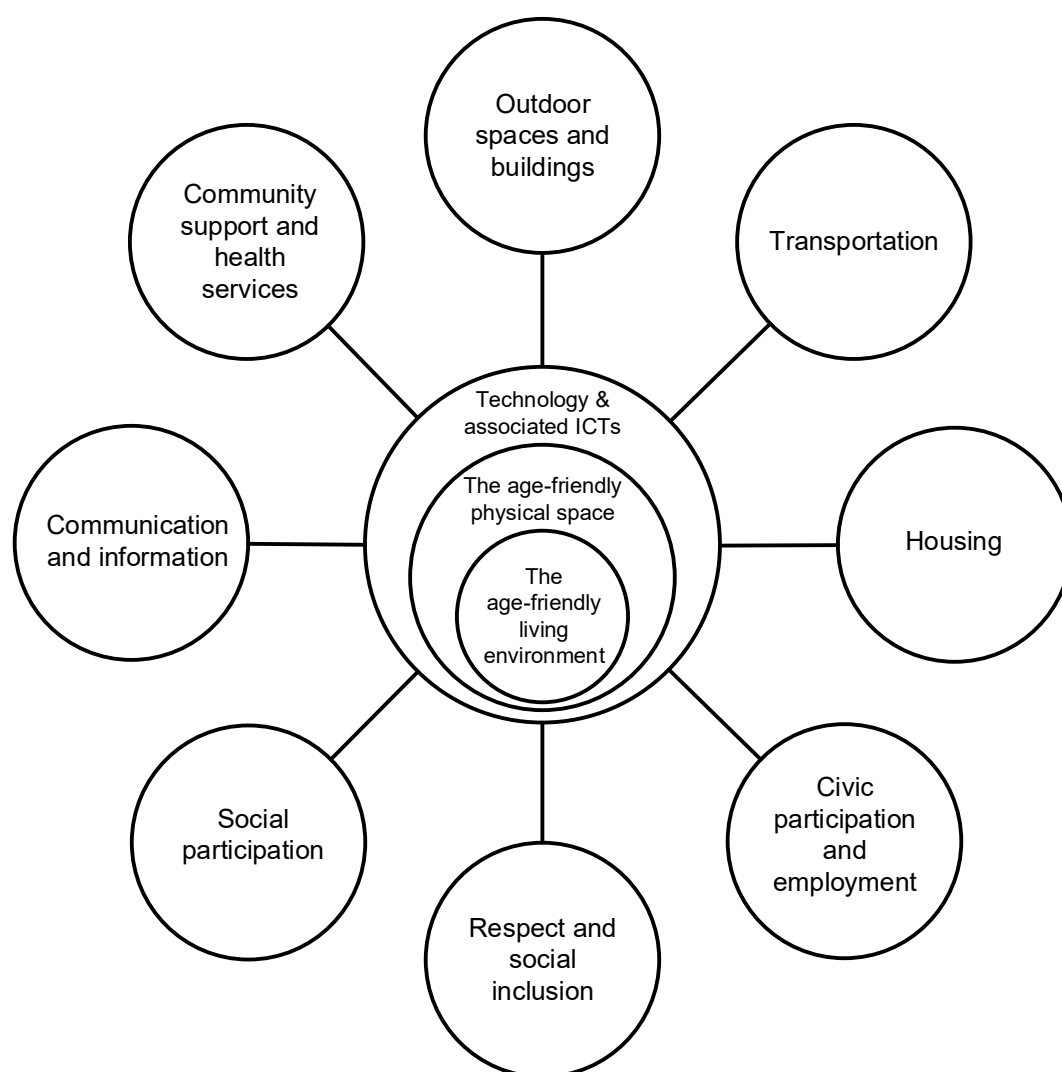 Outdoor
spaces and
buildings
Transportation
Housing
Civic
participation
and
employment
Respect and
social
inclusion
Social
participation
Communication
and information
Community
support and
health
services
Technology &
associated ICTs
The age-friendly
physical space
The
age-friendly
living
environment